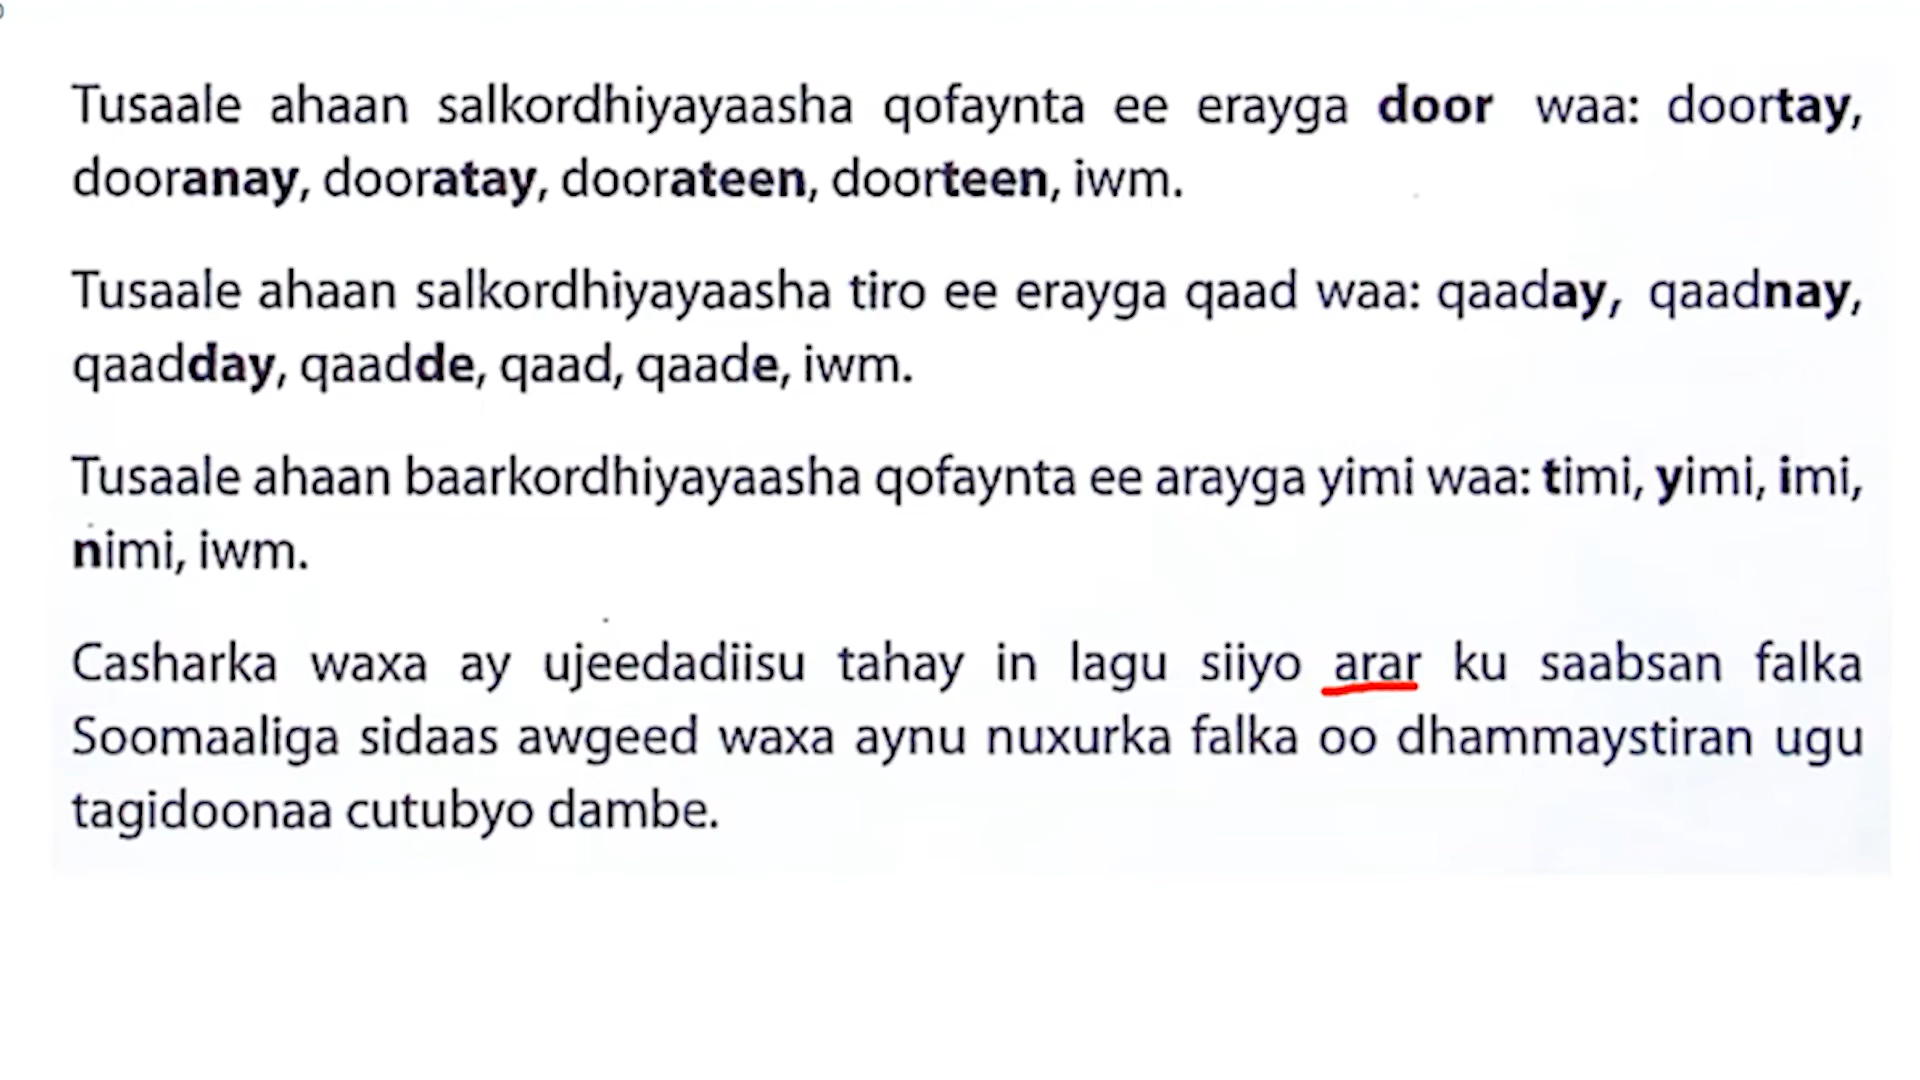 Tusaale ahaan salkordhiyayaasha qofaynta ee erayga door waa: doortay,
dooranay, dooratay, doorateen, doorteen, iwm.
Tusaale ahaan salkordhiyayaasha tiro ee erayga qaad waa: qaaday, qaadnay,
qaadday, qaadde, qaad, qaade, iwm.
Tusaale ahaan baarkordhiyayaasha qofaynta ee arayga yimi waa: timi, yimi, imi,
nimi, iwm.
Casharka waxa ay ujeedadiisu tahay in lagu siiyo arar ku saabsan falka
Soomaaliga sidaas awgeed waxa aynu nuxurka falka oo dhammaystiran ugu
tagidoonaa cutubyo dambe.